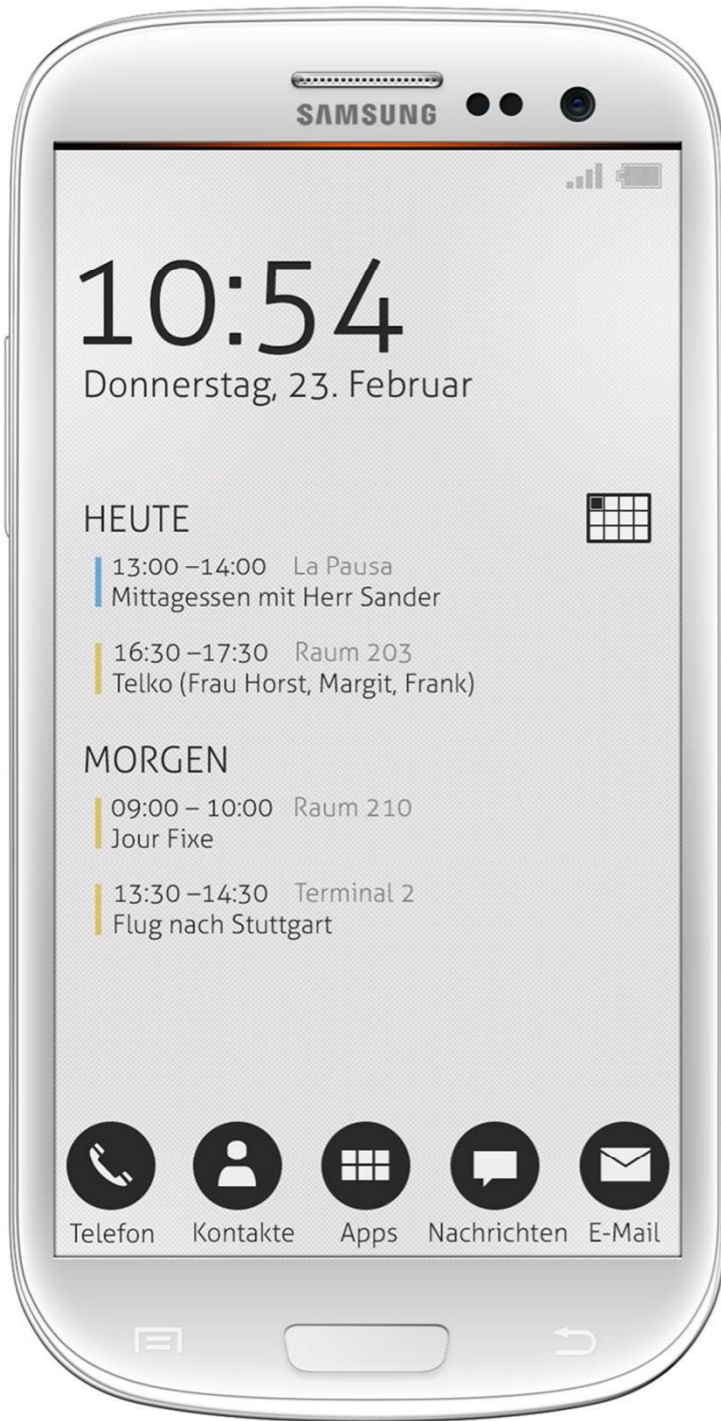 SAMSUNG
10:54
Donnerstag, 23. Februar
HEUTE
13:00 –14:00 La Pausa
Mittagessen mit Herr Sander
16:30 –17:30 Raum 203
Telko (Frau Horst, Margit, Frank)
MORGEN
09:00 – 10:00 Raum 210
Jour Fixe
13:30 –14:30 Terminal 2
Flug nach Stuttgart
Telefon Kontakte Apps Nachrichten E-Mail